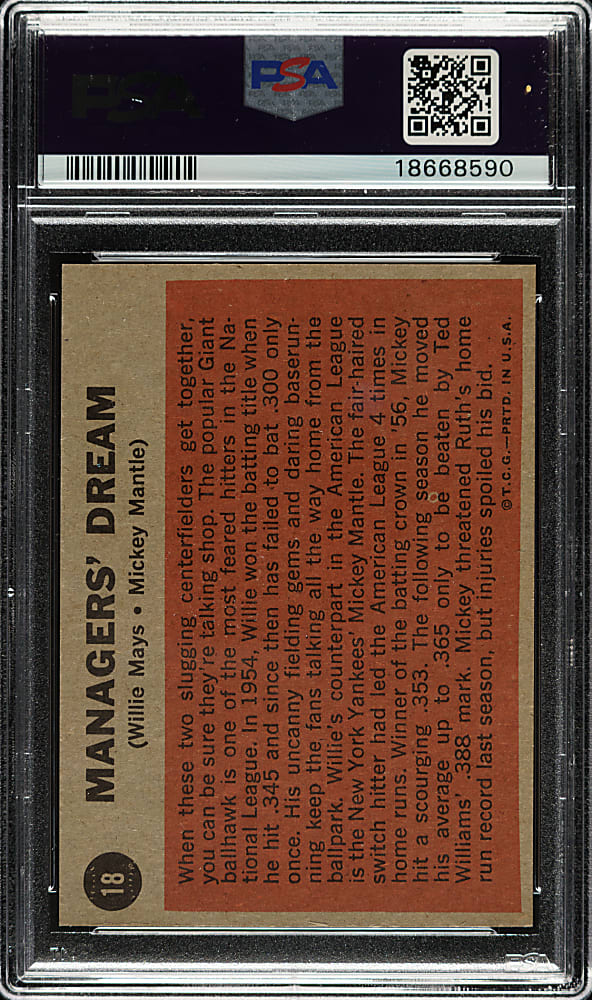 PSA
PSA
18668590
18
MANAGERS' DREAM
(Willie Mays • Mickey Mantle)
When these two slugging centerfielders get together,
you can be sure they're talking shop. The popular Giant
ballhawk is one of the most feared hitters in the Na-
tional League. In 1954, Willie won the batting title when
he hit .345 and since then has failed to bat .300 only
once. His uncanny fielding gems and daring baserun-
ning keep the fans talking all the way home from the
ballpark. Willie's counterpart in the American League
is the New York Yankees' Mickey Mantle. The fair-haired
switch hitter had led the American League 4 times in
home runs. Winner of the batting crown in '56, Mickey
hit a scourging .353. The following season he moved
his average up to .365 only to be beaten by Ted
Williams' .388 mark. Mickey threatened Ruth's home
run record last season, but injuries spoiled his bid.
© T.C.G.—PRTD. IN U.S.A.
PSA